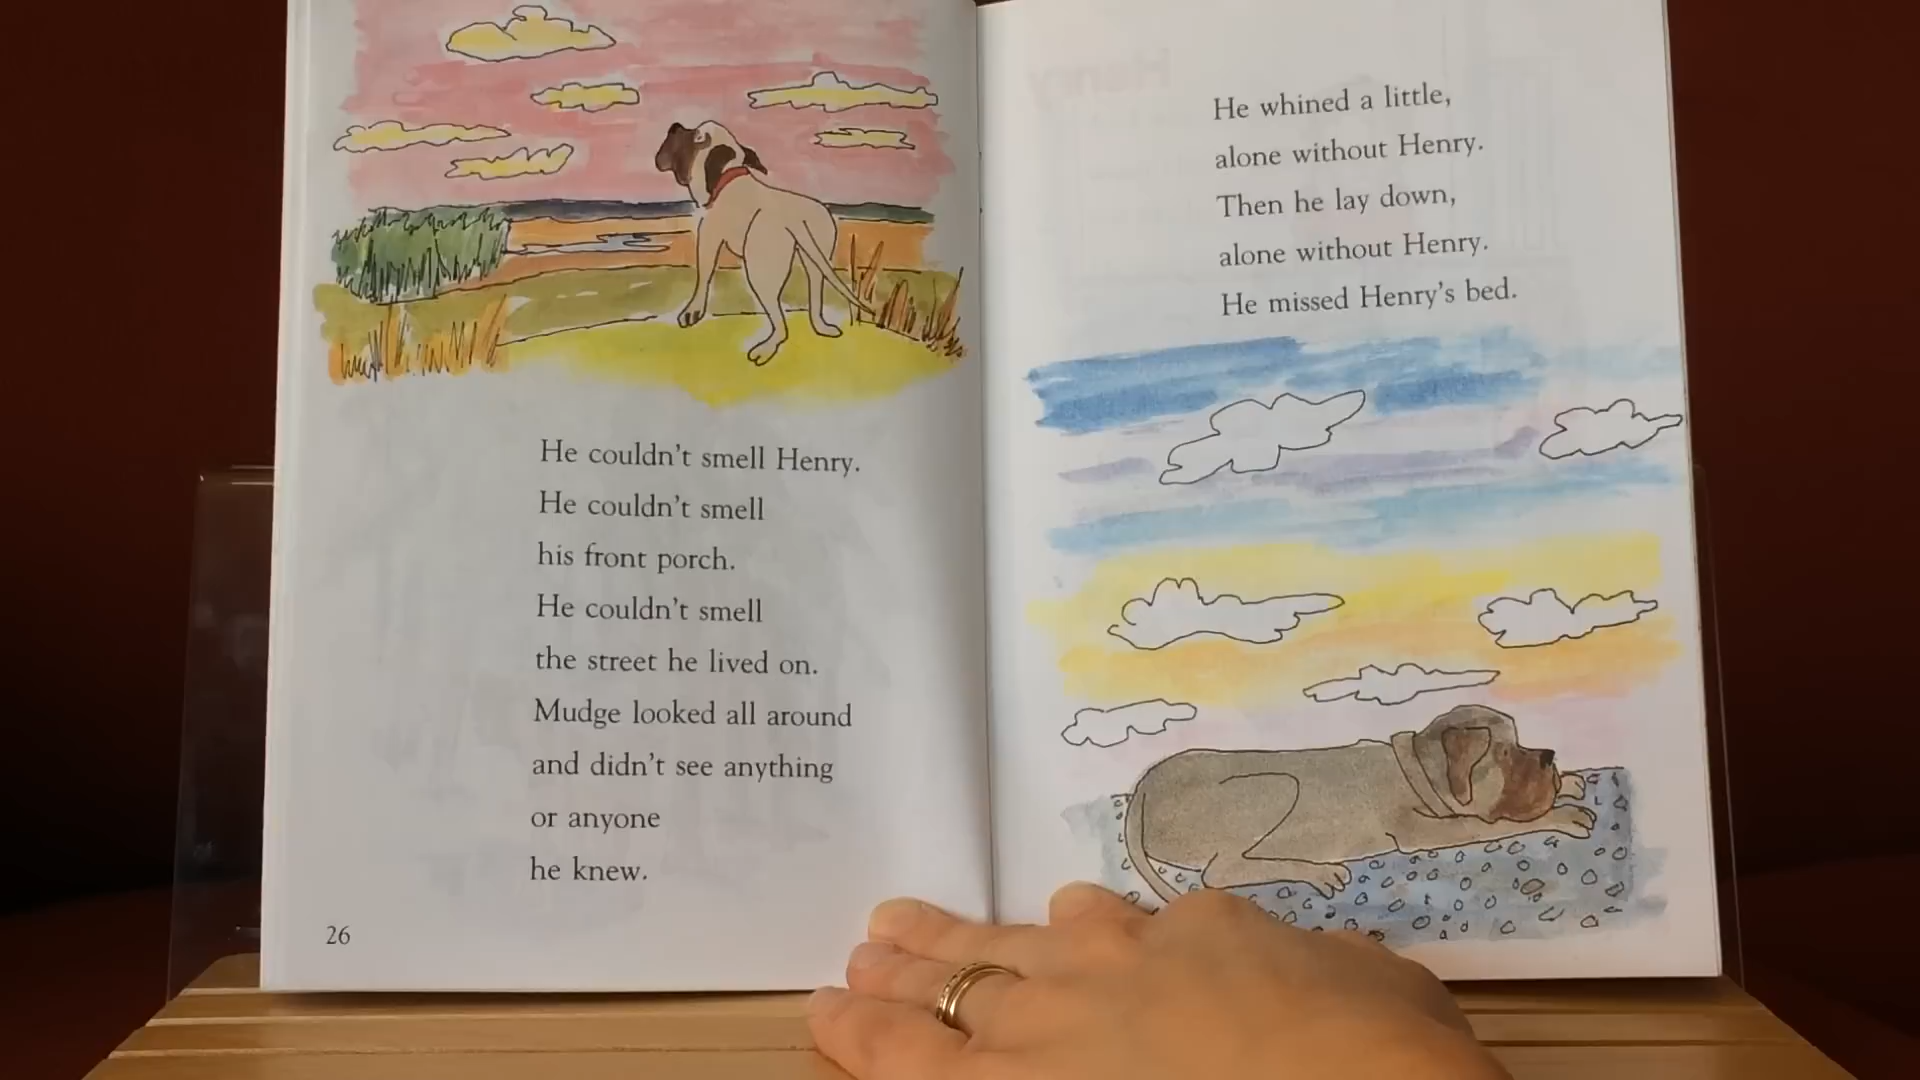 He couldn't smell Henry.
He couldn't smell
his front porch.
He couldn't smell
the street he lived on.
Mudge looked all around
and didn't see anything
or anyone
he knew.
26
He whined a little,
alone without Henry.
Then he lay down,
alone without Henry.
He missed Henry's bed.